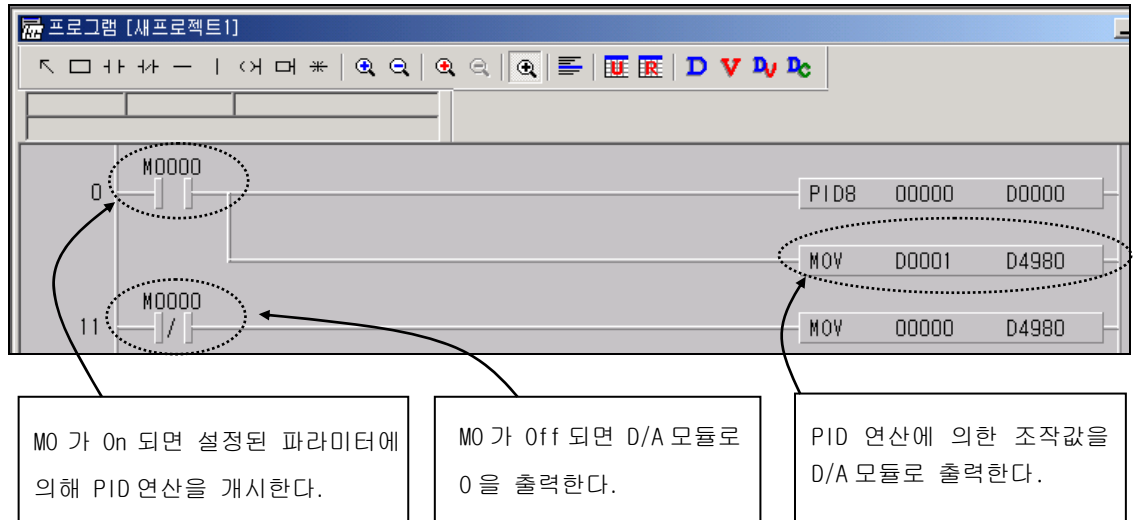 프로그램 [새프로젝트1]
U R D V DV DC
M0000
0 PID8 00000 D0000
MOV D0001 D4980
M0000
11 MOV 00000 D4980
M0 가 On 되면 설정된 파라미터에
의해 PID 연산을 개시한다.
M0 가 Off 되면 D/A 모듈로
0 을 출력한다.
PID 연산에 의한 조작값을
D/A 모듈로 출력한다.